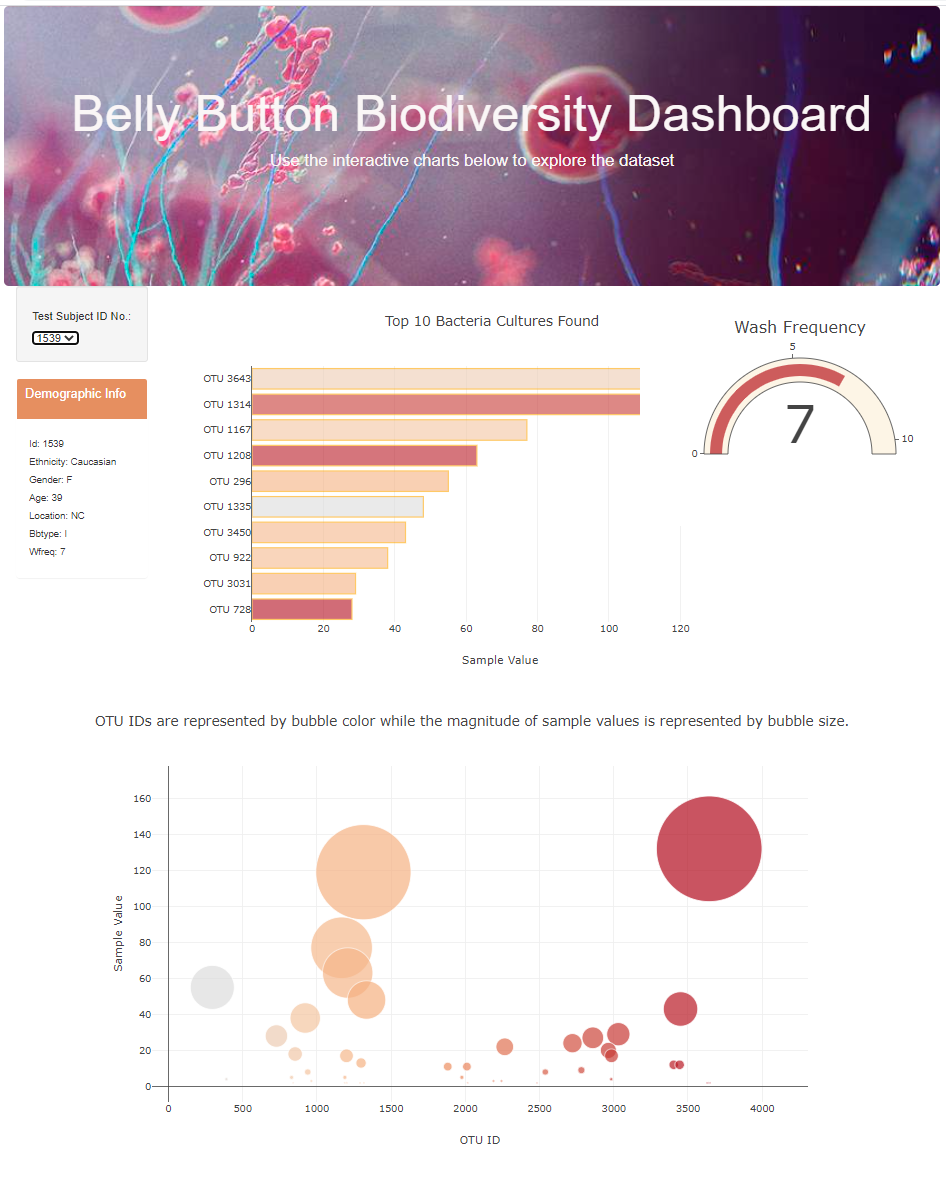 Belly Button Biodiversity Dashboard
Use the interactive charts below to explore the dataset
Test Subject ID No.:
1539
Demographic Info
Id: 1539
Ethnicity: Caucasian
Gender: F
Age: 39
Location: NC
Bbtype: I
Wfreq: 7
Top 10 Bacteria Cultures Found
OTU 3643
OTU 1314
OTU 1167
OTU 1208
OTU 296
OTU 1335
OTU 3450
OTU 922
OTU 3031
OTU 728
0 20 40 60 80 100 120
Sample Value
Wash Frequency
5
0
10
7
OTU IDs are represented by bubble color while the magnitude of sample values is represented by bubble size.
160
140
120
100
80
60
40
20
0
Sample Value
0 500 1000 1500 2000 2500 3000 3500 4000
OTU ID